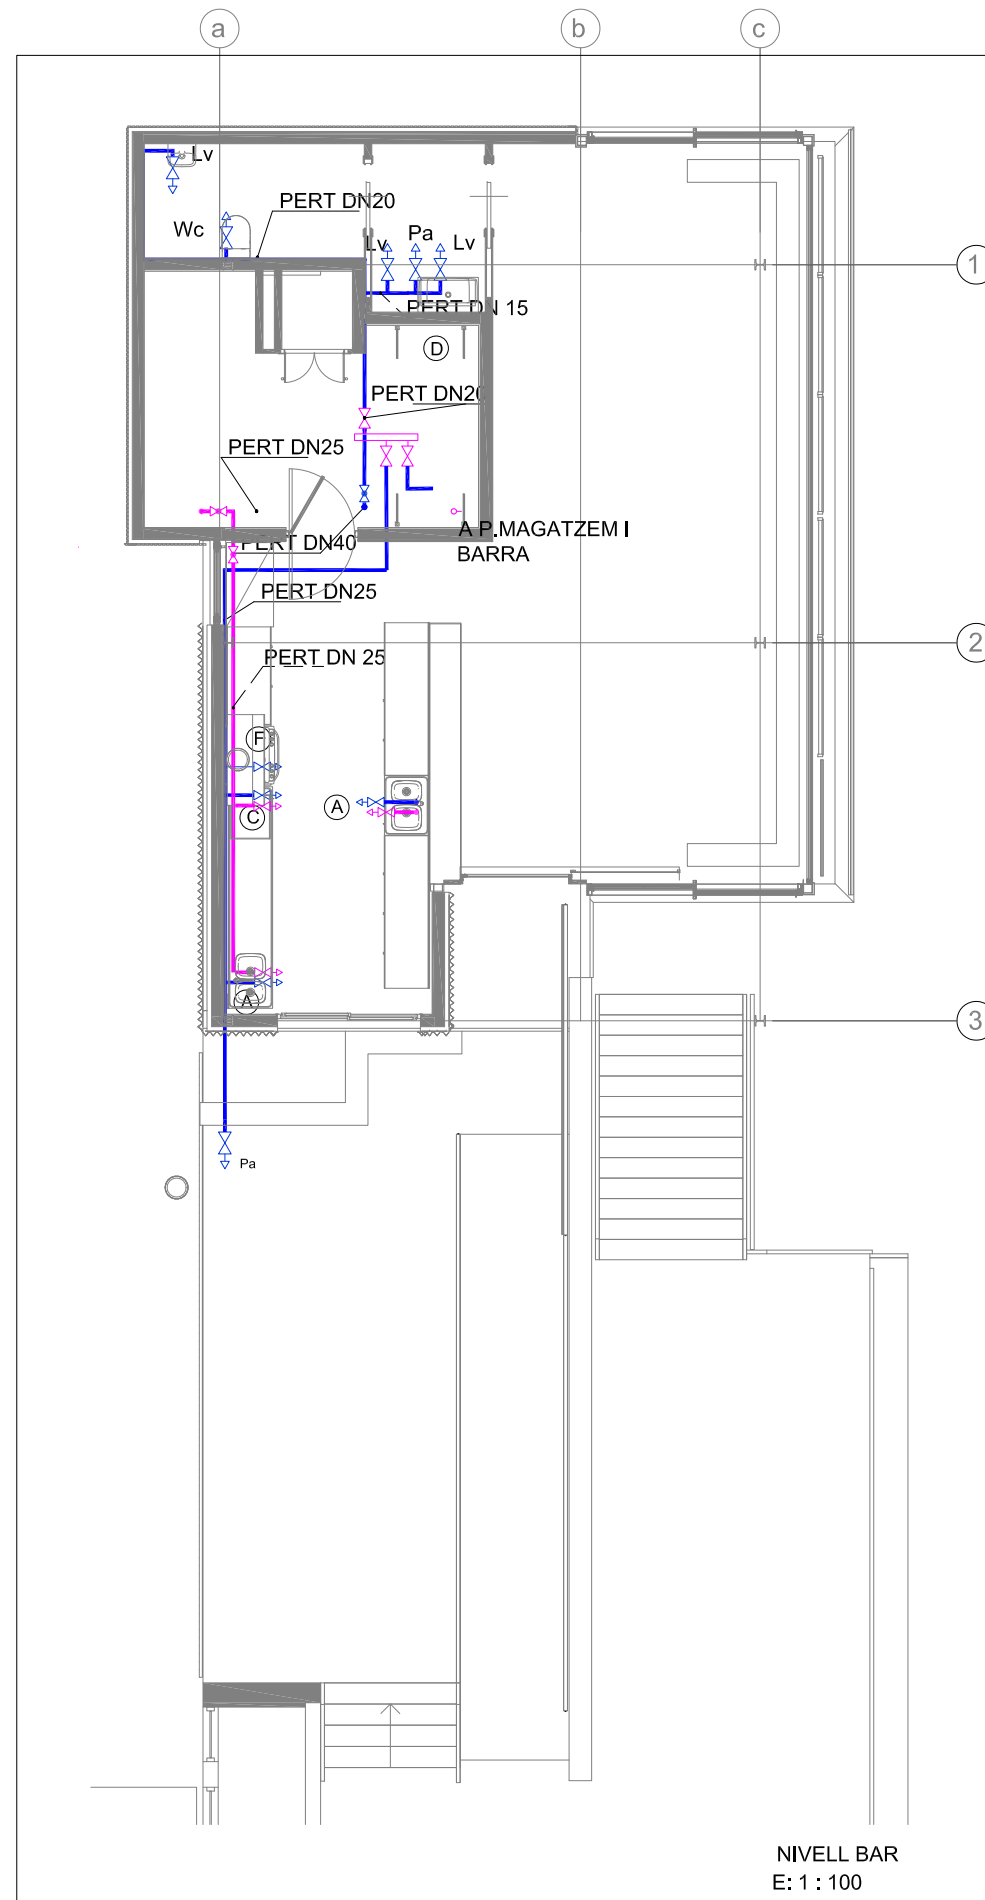 a
b
c
Lv
PERT DN20
Wc
Lv
Pa
Lv
1
PERT DN 15
D
PERT DN20
PERT DN25
A P.MAGATZEM I
BARRA
PERT DN40
PERT DN25
2
PERT DN 25
F
A
C
A
3
Pa
NIVELL BAR
E: 1 : 100